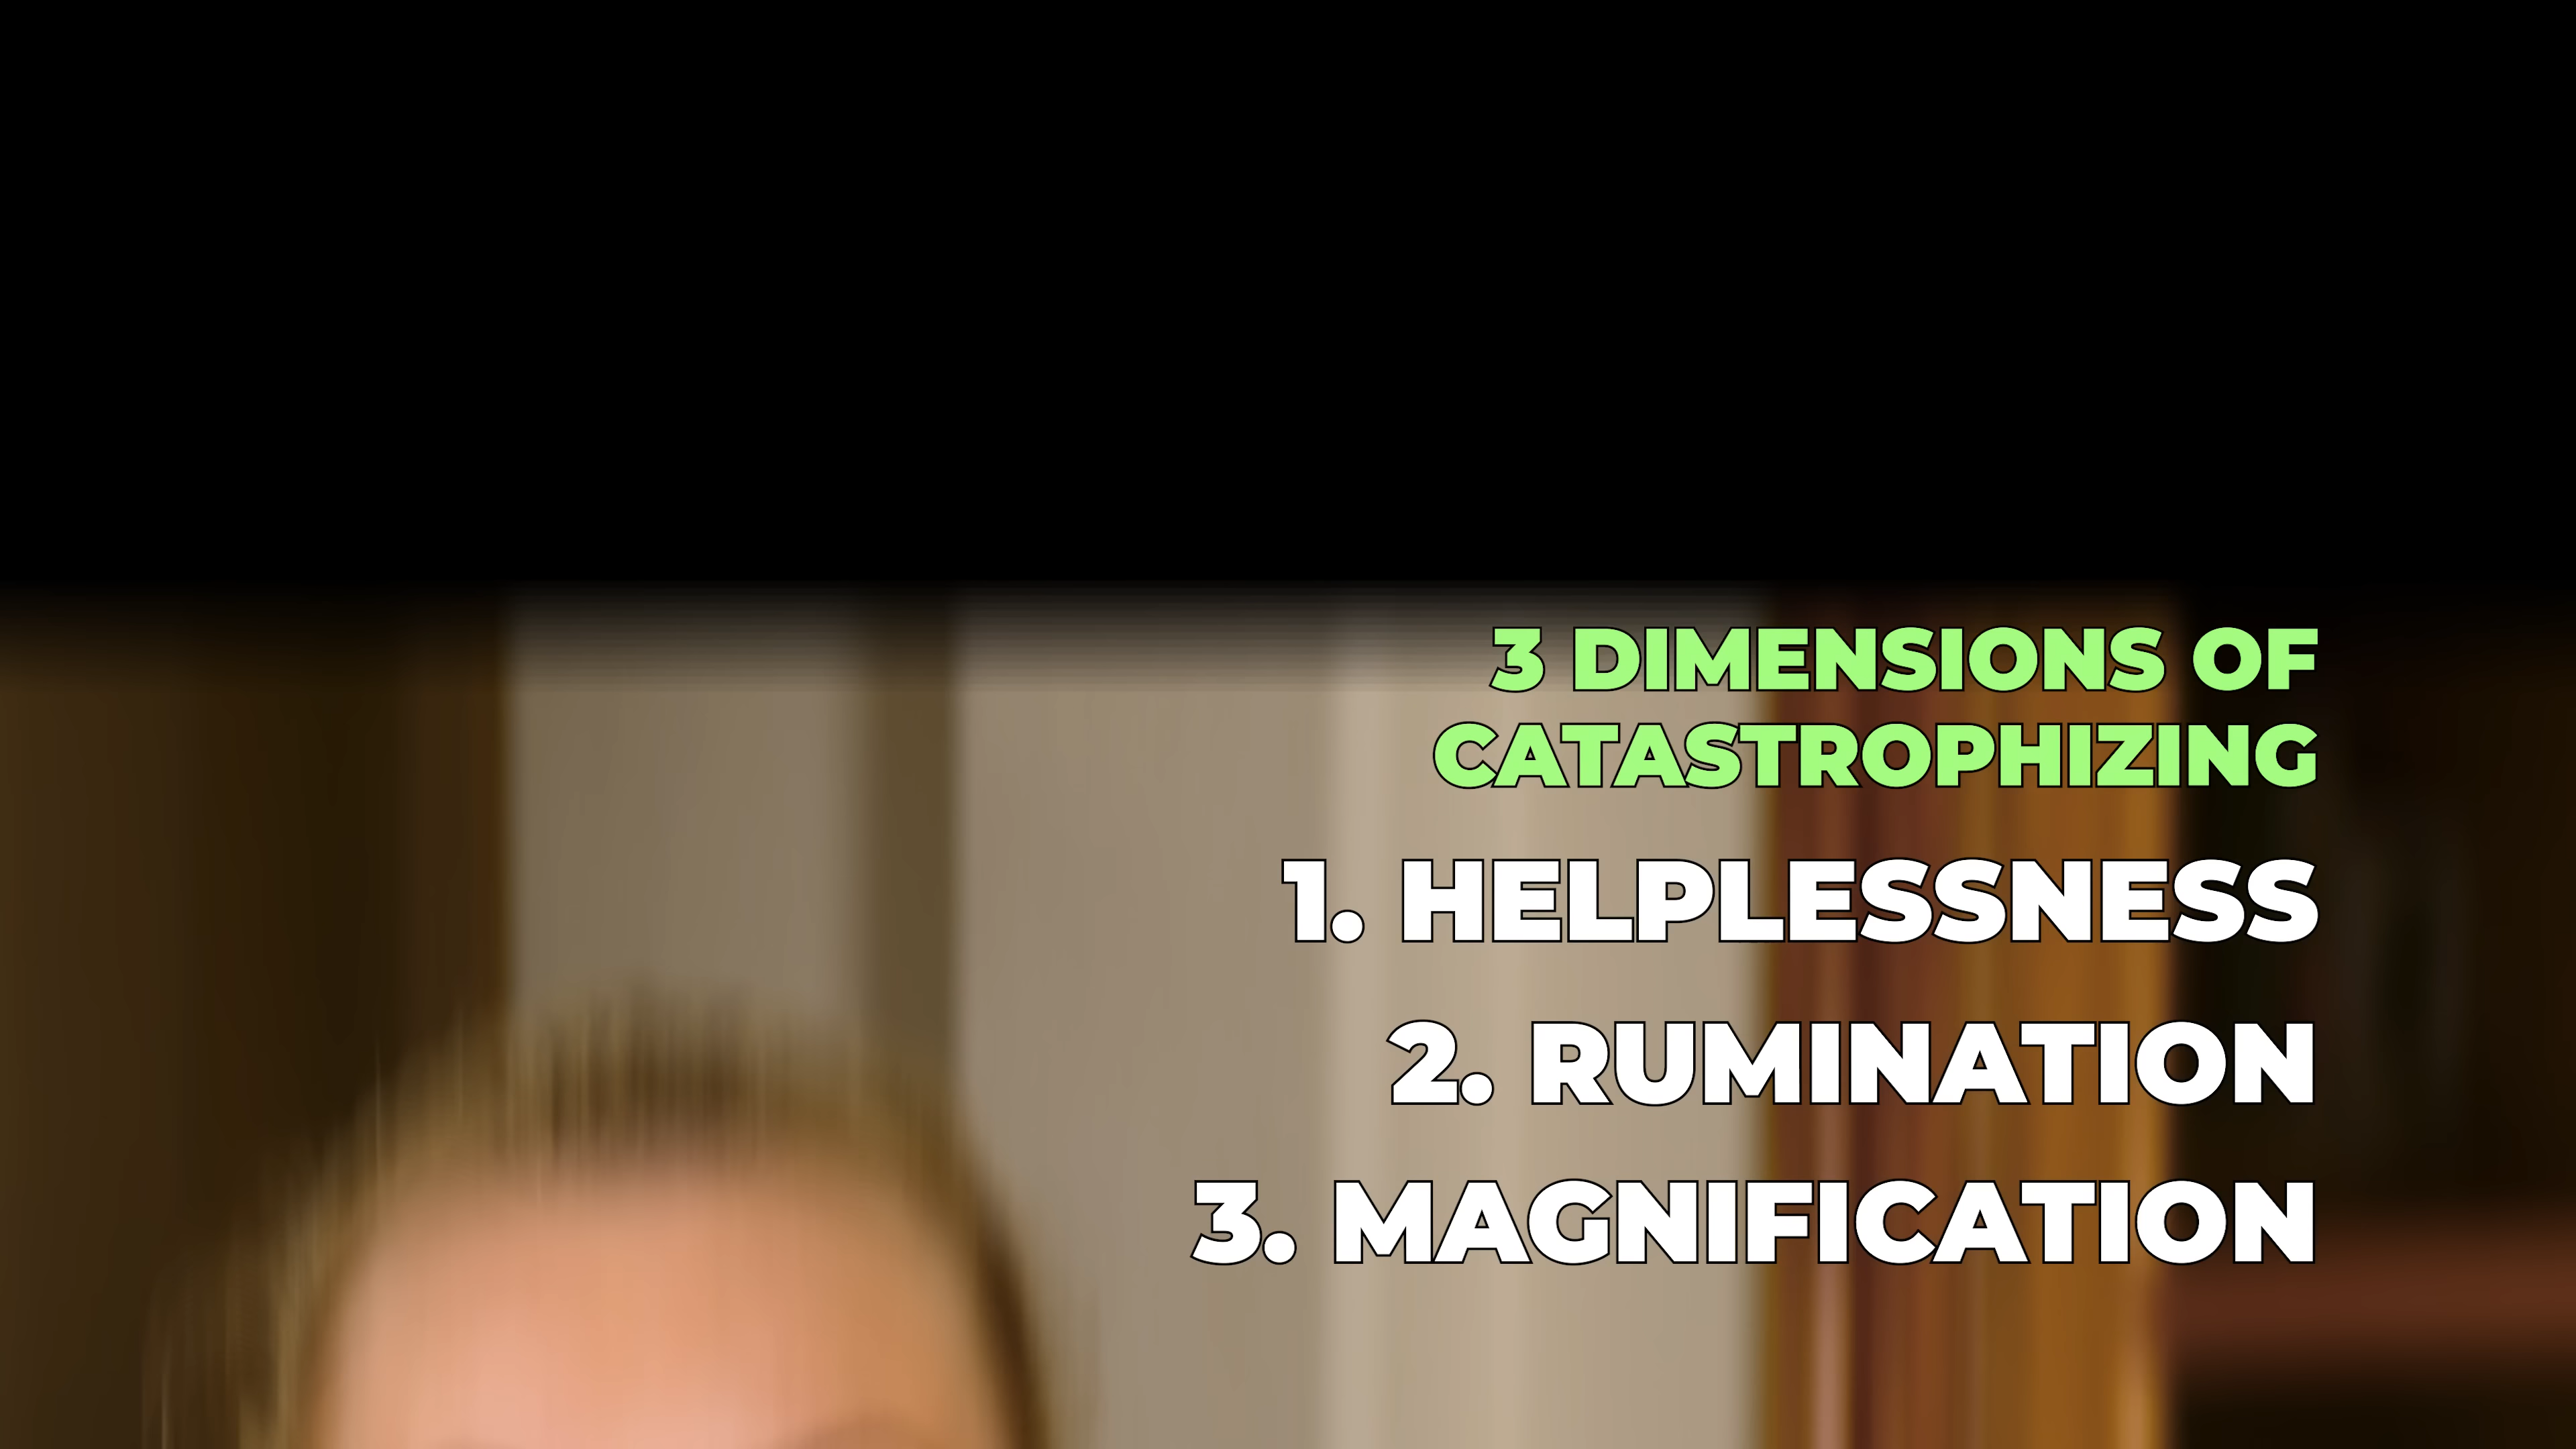 3 DIMENSIONS OF
CATASTROPHIZING
1. HELPLESSNESS
2. RUMINATION
3. MAGNIFICATION